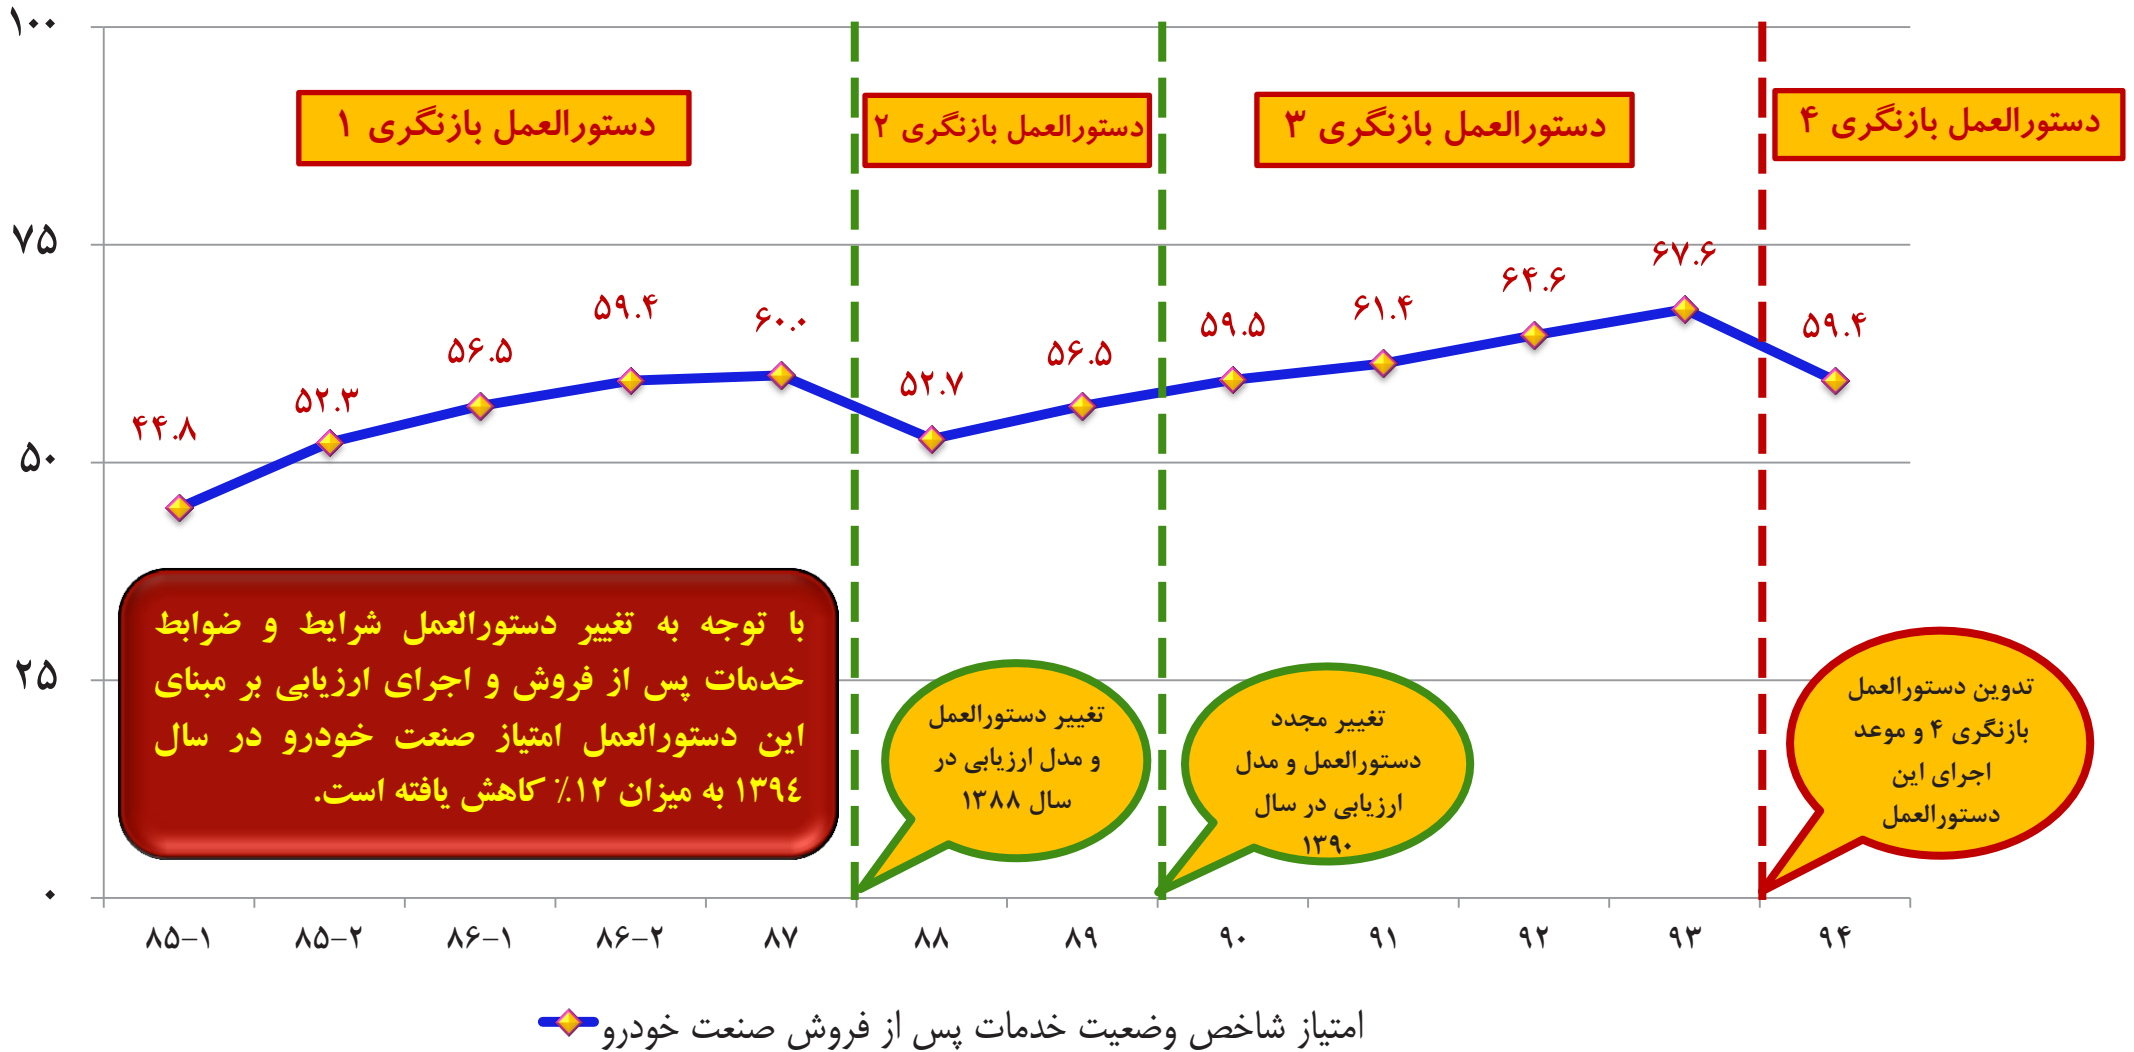 ۱۰۰
۷۵
۵۰
۲۵
۰
دستورالعمل بازنگری ۱
دستورالعمل بازنگری ۲
دستورالعمل بازنگری ۳
دستورالعمل بازنگری ۴
۴۴.۸
۵۲.۳
۵۶.۵
۵۹.۴
۶۰.۰
۵۲.۷
۵۶.۵
۵۹.۵
۶۱.۴
۶۴.۶
۶۷.۶
۵۹.۴
با توجه به تغییر دستورالعمل شرایط و ضوابط
خدمات پس از فروش و اجرای ارزیابی بر مبنای
این دستورالعمل امتیاز صنعت خودرو در سال
١٣٩٤ به میزان ١٢٪ کاهش یافته است.
تغییر دستورالعمل
و مدل ارزیابی در
سال ۱۳۸۸
تغییر مجدد
دستورالعمل و مدل
ارزیابی در سال
۱۳۹۰
تدوین دستورالعمل
بازنگری ۴ و موعد
اجرای این
دستورالعمل
۸۵-۱
۸۵-۲
۸۶-۱
۸۶-۲
۸۷
۸۸
۸۹
۹۰
۹۱
۹۲
۹۳
۹۴
امتیاز شاخص وضعیت خدمات پس از فروش صنعت خودرو